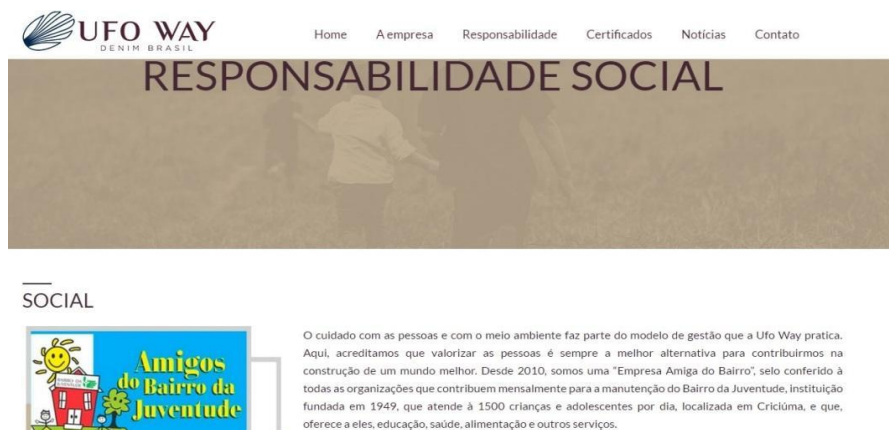 UFO WAY
DENIM BRASIL
Home A empresa Responsabilidade Certificados Notícias Contato
RESPONSABILIDADE SOCIAL
SOCIAL
Amigos
do Bairro da
Juventude
O cuidado com as pessoas e com o meio ambiente faz parte do modelo de gestão que a Ufo Way pratica.
Aqui, acreditamos que valorizar as pessoas é sempre a melhor alternativa para contribuirmos na
construção de um mundo melhor. Desde 2010, somos uma "Empresa Amiga do Bairro", selo conferido à
todas as organizações que contribuem mensalmente para a manutenção do Bairro da Juventude, instituição
fundada em 1949, que atende à 1500 crianças e adolescentes por dia, localizada em Criciúma, e que,
oferece a eles, educação, saúde, alimentação e outros serviços.